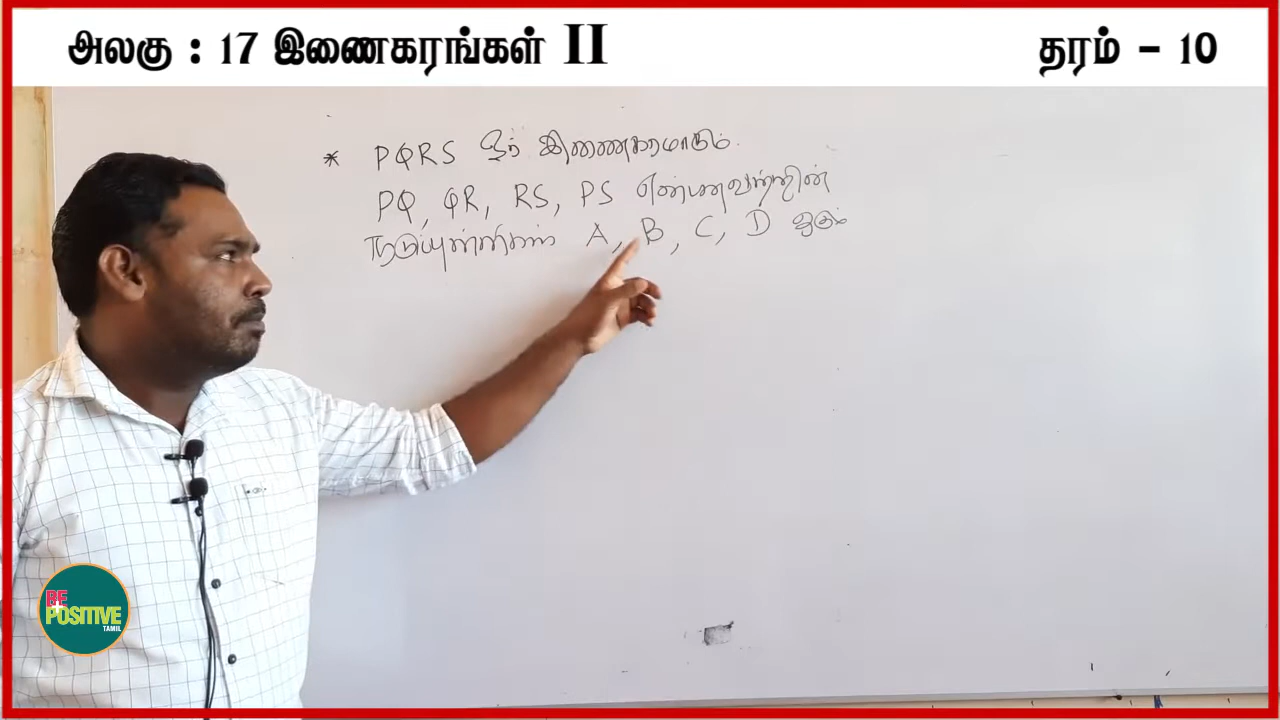 அலகு : 17 இணைகரங்கள் II
தரம் - 10
* PQRS ஓர் இணைகரமாகும்.
PQ, QR, RS, PS என்பவற்றின்
நடுப்புள்ளிகள் A, B, C, D ஆகும்
BE
POSITIVE
TAMIL